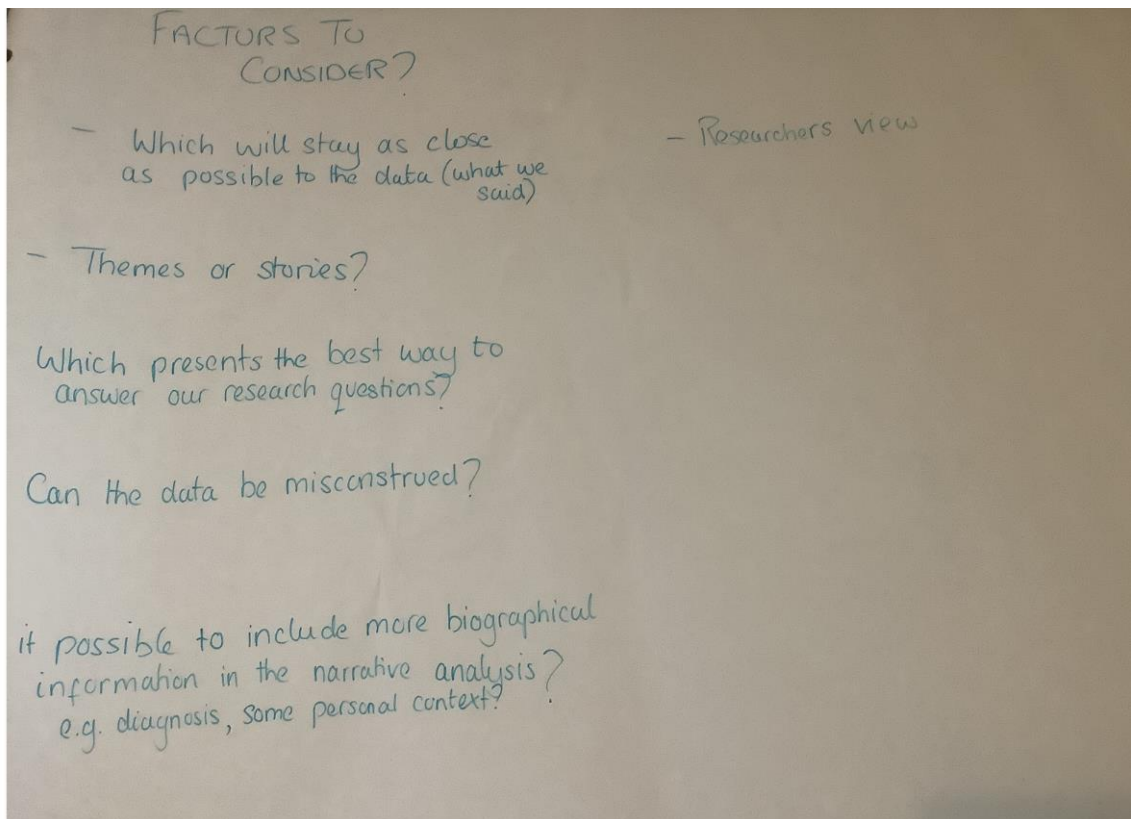 FACTORS TO
CONSIDER?
- Which will stay as close
as possible to the data (what we
said)
- Themes or stories?
Which presents the best way to
answer our research questions?
Can the data be misconstrued?
it possible to include more biographical
information in the narrative analysis?
e.g. diagnosis, some personal context?
- Researchers view